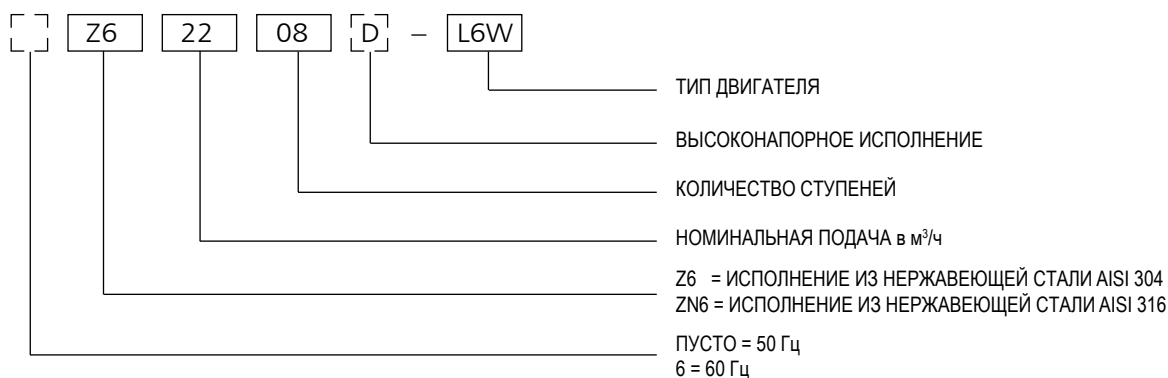 Z6 22 08 D – L6W
ТИП ДВИГАТЕЛЯ
ВЫСОКОНАПОРНОЕ ИСПОЛНЕНИЕ
КОЛИЧЕСТВО СТУПЕНЕЙ
НОМИНАЛЬНАЯ ПОДАЧА в м³/ч
Z6 = ИСПОЛНЕНИЕ ИЗ НЕРЖАВЕЮЩЕЙ СТАЛИ AISI 304
ZN6 = ИСПОЛНЕНИЕ ИЗ НЕРЖАВЕЮЩЕЙ СТАЛИ AISI 316
ПУСТО = 50 Гц
6 = 60 Гц